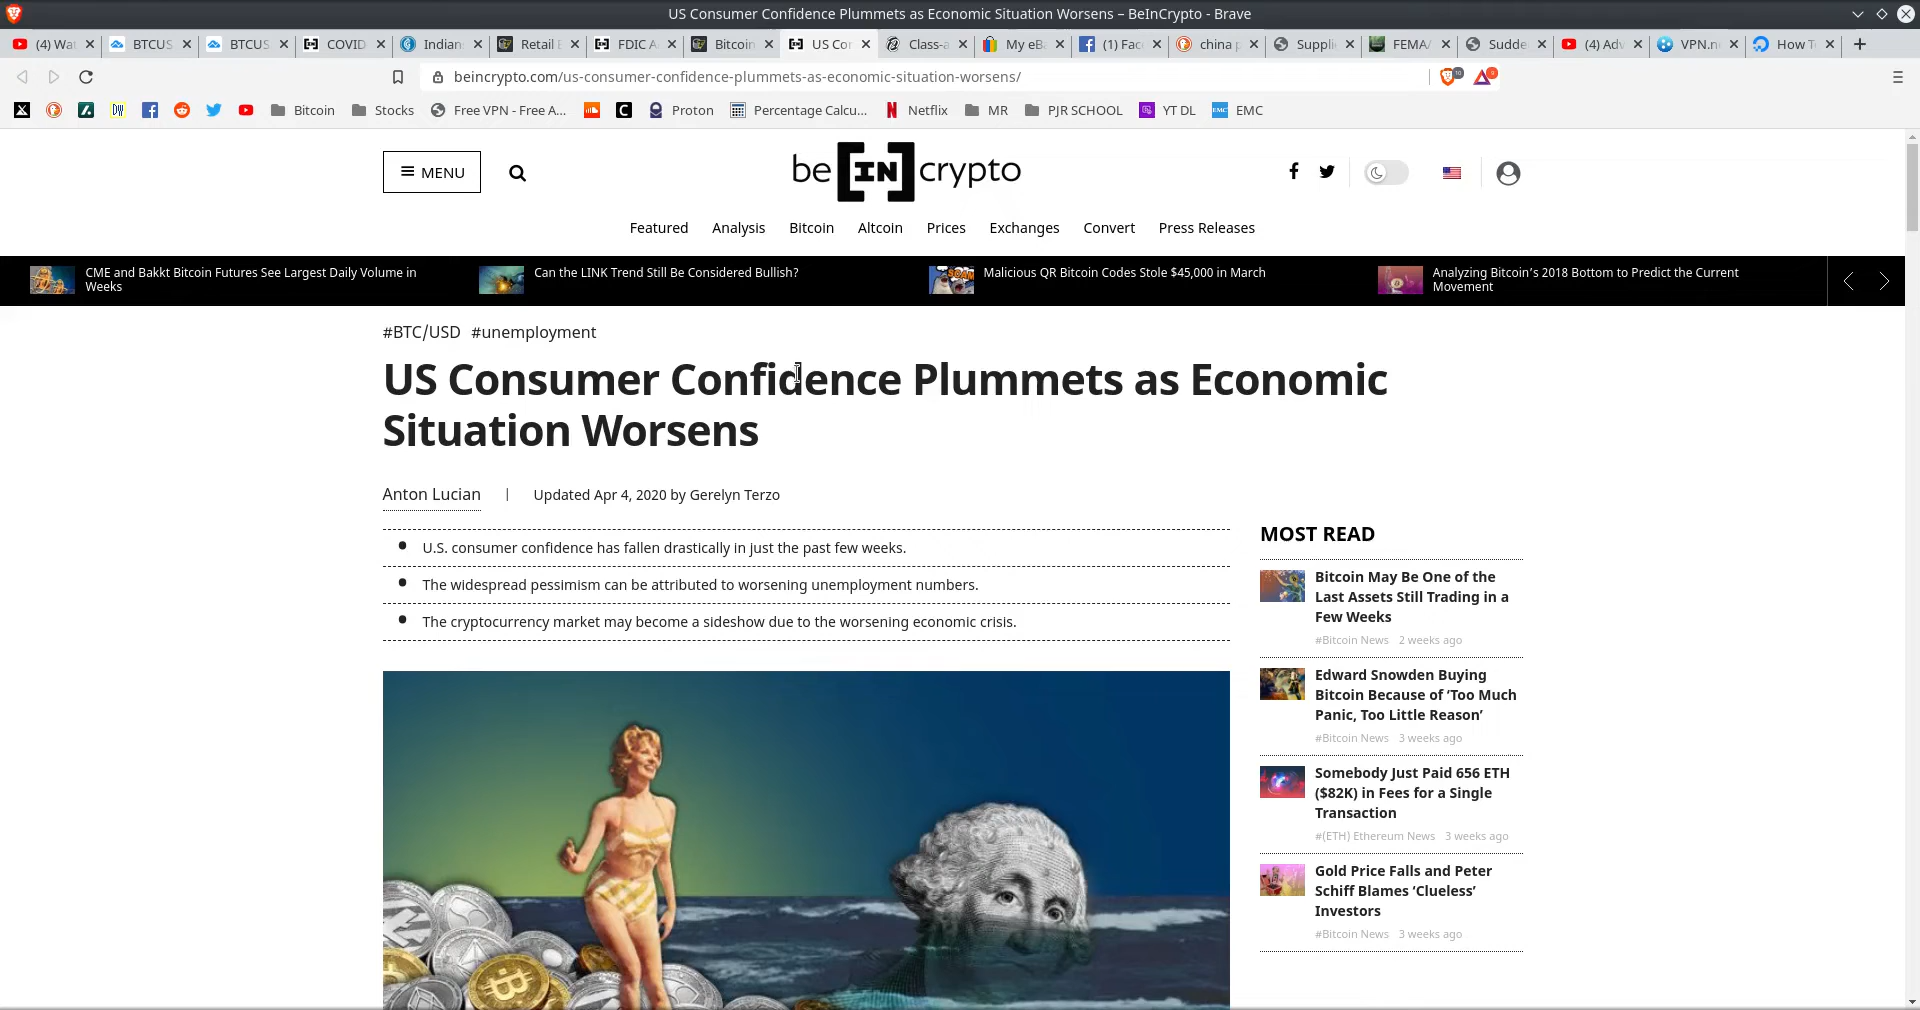 US Consumer Confidence Plummets as Economic Situation Worsens – BeInCrypto - Brave
(4) Wat
BTCUS
BTCUS
COVID
Indian
Retail E
FDIC A
Bitcoin
US Con
Class-a
My eB
(1) Fac
china p
Supplie
FEMA/
Sudde
(4) Adv
VPN.n
How T
beincrypto.com/us-consumer-confidence-plummets-as-economic-situation-worsens/
Bitcoin
Stocks
Free VPN - Free A...
Proton
Percentage Calcu...
Netflix
MR
PJR SCHOOL
YT DL
EMC
MENU
be [IN] crypto
Featured Analysis Bitcoin Altcoin Prices Exchanges Convert Press Releases
CME and Bakkt Bitcoin Futures See Largest Daily Volume in
Weeks
Can the LINK Trend Still Be Considered Bullish?
Malicious QR Bitcoin Codes Stole $45,000 in March
Analyzing Bitcoin’s 2018 Bottom to Predict the Current
Movement
#BTC/USD #unemployment
US Consumer Confidence Plummets as Economic
Situation Worsens
Anton Lucian | Updated Apr 4, 2020 by Gerelyn Terzo
U.S. consumer confidence has fallen drastically in just the past few weeks.
The widespread pessimism can be attributed to worsening unemployment numbers.
The cryptocurrency market may become a sideshow due to the worsening economic crisis.
MOST READ
Bitcoin May Be One of the
Last Assets Still Trading in a
Few Weeks
#Bitcoin News 2 weeks ago
Edward Snowden Buying
Bitcoin Because of ‘Too Much
Panic, Too Little Reason’
#Bitcoin News 3 weeks ago
Somebody Just Paid 656 ETH
($82K) in Fees for a Single
Transaction
#(ETH) Ethereum News 3 weeks ago
Gold Price Falls and Peter
Schiff Blames ‘Clueless’
Investors
#Bitcoin News 3 weeks ago